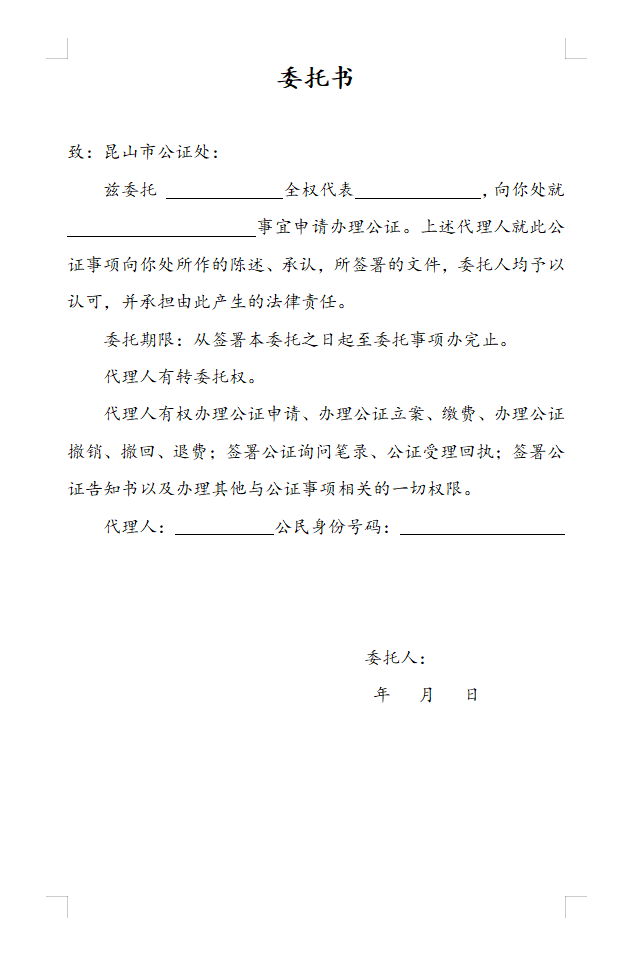 委托书
致：昆山市公证处：
兹委托 ____________全权代表_____________，向你处就
____________________事宜申请办理公证。上述代理人就此公
证事项向你处所作的陈述、承认，所签署的文件，委托人均予以
认可，并承担由此产生的法律责任。
委托期限：从签署本委托之日起至委托事项办完止。
代理人有转委托权。
代理人有权办理公证申请、办理公证立案、缴费、办理公证
撤销、撤回、退费；签署公证询问笔录、公证受理回执；签署公
证告知书以及办理其他与公证事项相关的一切权限。
代理人：__________公民身份号码：_________________
委托人：
年 月 日